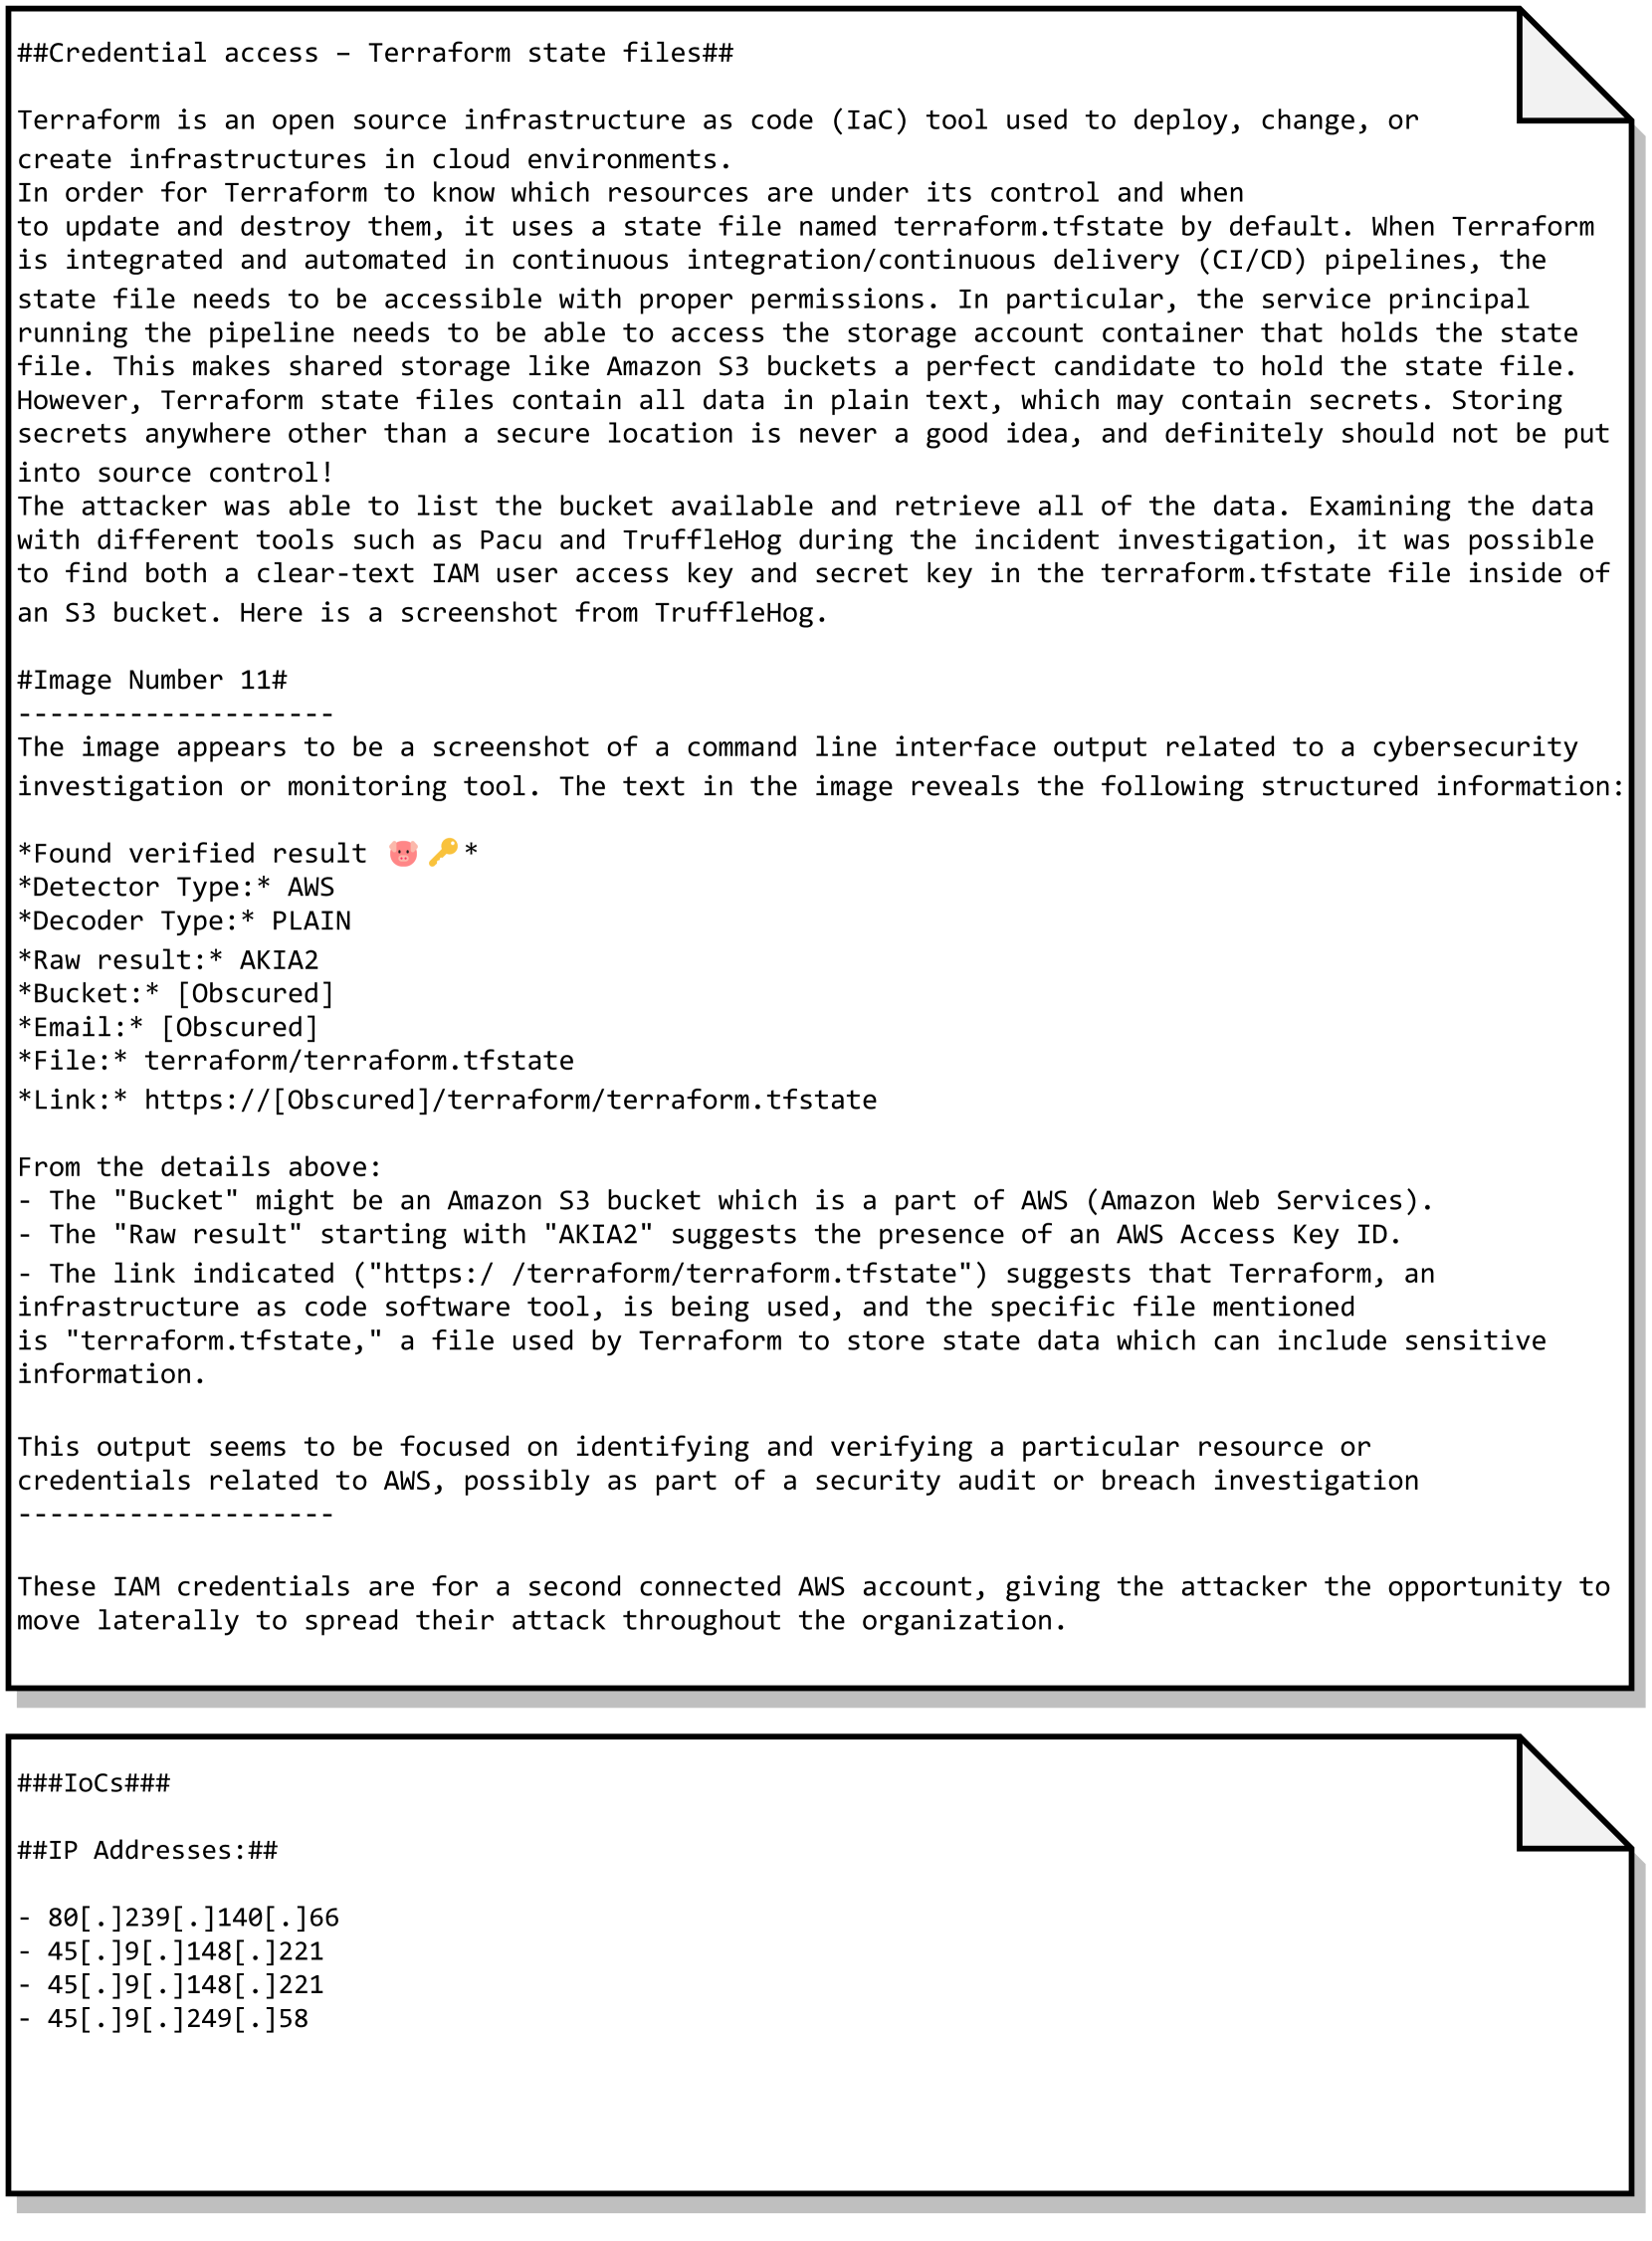 ##Credential access – Terraform state files##
Terraform is an open source infrastructure as code (IaC) tool used to deploy, change, or
create infrastructures in cloud environments.
In order for Terraform to know which resources are under its control and when
to update and destroy them, it uses a state file named terraform.tfstate by default. When Terraform
is integrated and automated in continuous integration/continuous delivery (CI/CD) pipelines, the
state file needs to be accessible with proper permissions. In particular, the service principal
running the pipeline needs to be able to access the storage account container that holds the state
file. This makes shared storage like Amazon S3 buckets a perfect candidate to hold the state file.
However, Terraform state files contain all data in plain text, which may contain secrets. Storing
secrets anywhere other than a secure location is never a good idea, and definitely should not be put
into source control!
The attacker was able to list the bucket available and retrieve all of the data. Examining the data
with different tools such as Pacu and TruffleHog during the incident investigation, it was possible
to find both a clear-text IAM user access key and secret key in the terraform.tfstate file inside of
an S3 bucket. Here is a screenshot from TruffleHog.
#Image Number 11#
--------------------
The image appears to be a screenshot of a command line interface output related to a cybersecurity
investigation or monitoring tool. The text in the image reveals the following structured information:
*Found verified result 🐷🔑*
*Detector Type:* AWS
*Decoder Type:* PLAIN
*Raw result:* AKIA2
*Bucket:* [Obscured]
*Email:* [Obscured]
*File:* terraform/terraform.tfstate
*Link:* https://[Obscured]/terraform/terraform.tfstate
From the details above:
- The "Bucket" might be an Amazon S3 bucket which is a part of AWS (Amazon Web Services).
- The "Raw result" starting with "AKIA2" suggests the presence of an AWS Access Key ID.
- The link indicated ("https:/ /terraform/terraform.tfstate") suggests that Terraform, an
infrastructure as code software tool, is being used, and the specific file mentioned
is "terraform.tfstate," a file used by Terraform to store state data which can include sensitive
information.
This output seems to be focused on identifying and verifying a particular resource or
credentials related to AWS, possibly as part of a security audit or breach investigation
--------------------
These IAM credentials are for a second connected AWS account, giving the attacker the opportunity to
move laterally to spread their attack throughout the organization.
###IoCs###
##IP Addresses:##
- 80[.]239[.]140[.]66
- 45[.]9[.]148[.]221
- 45[.]9[.]148[.]221
- 45[.]9[.]249[.]58